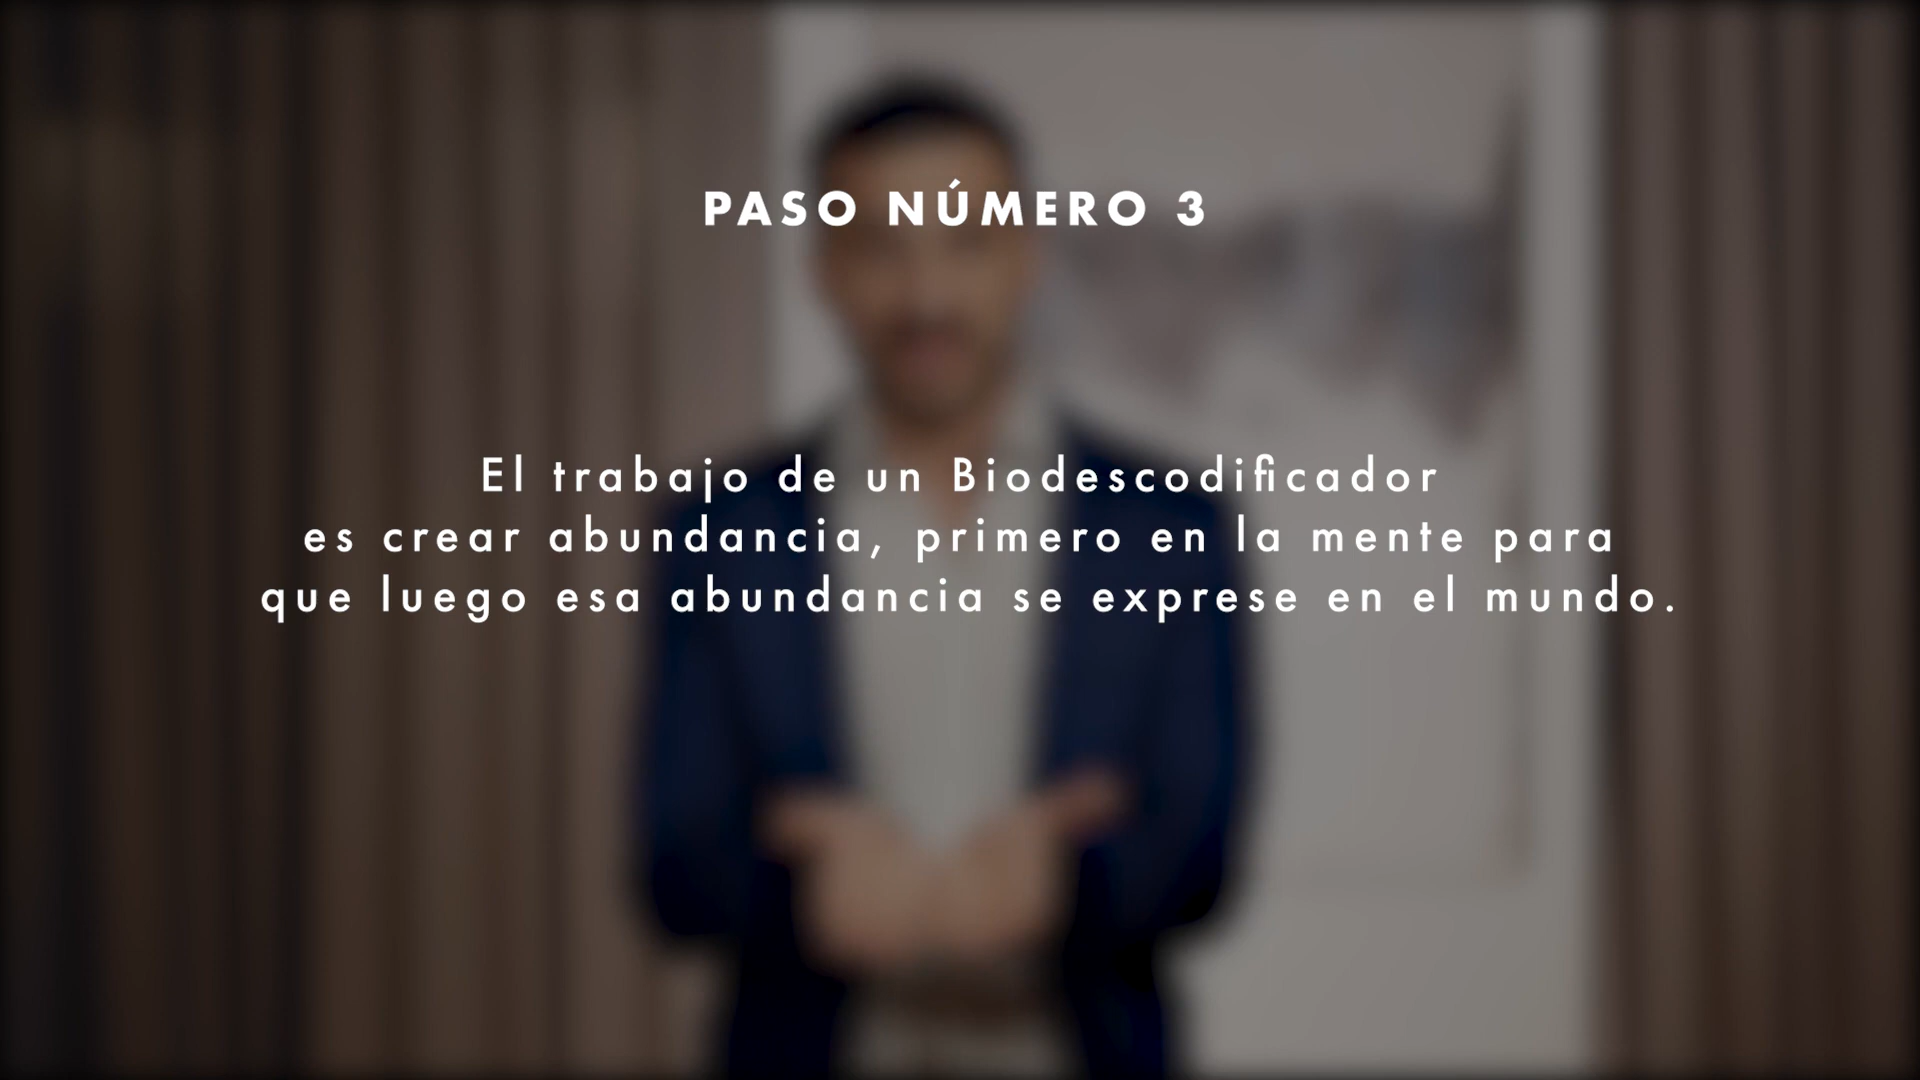 PASO NÚMERO 3
El trabajo de un Biodescodificador
es crear abundancia, primero en la mente para
que luego esa abundancia se exprese en el mundo.